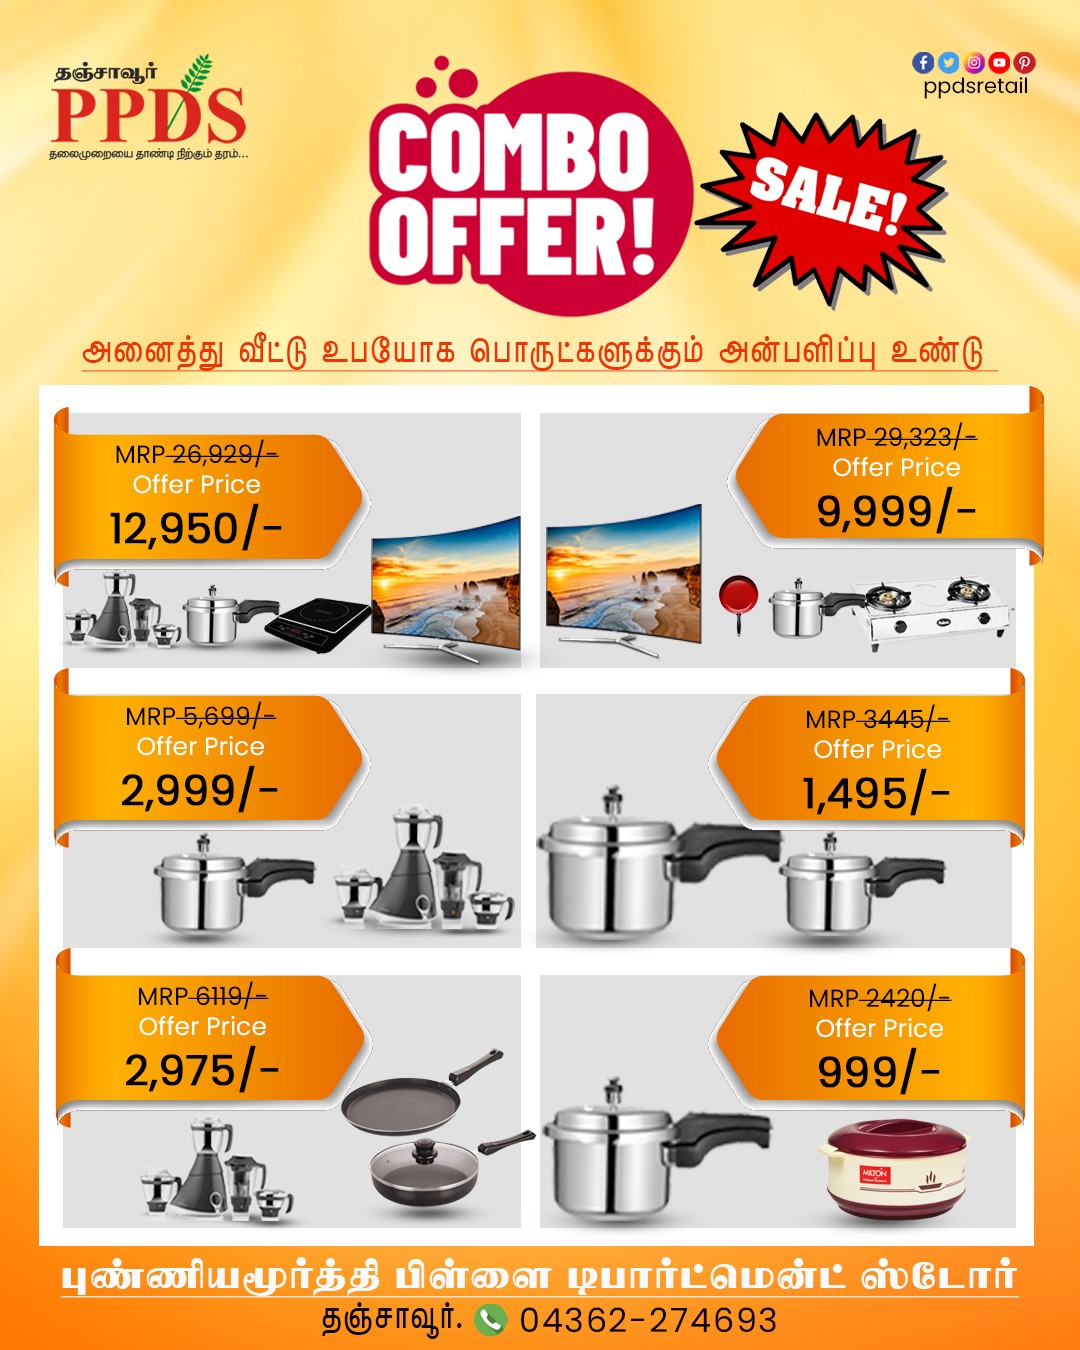 தஞ்சாவூர்
PPDS
தலைமுறையை தாண்டி நிற்கும் தரம்...
COMBO
OFFER!
SALE!
ppdsretail
அனைத்து வீட்டு உபயோக பொருட்களுக்கும் அன்பளிப்பு உண்டு
MRP 26,929/-
Offer Price
12,950/-
MRP 29,323/-
Offer Price
9,999/-
MRP 5,699/-
Offer Price
2,999/-
MRP 3445/-
Offer Price
1,495/-
MRP 6119/-
Offer Price
2,975/-
MRP 2420/-
Offer Price
999/-
MILTON
புண்ணியமூர்த்தி பிள்ளை டிபார்ட்மென்ட் ஸ்டோர்
தஞ்சாவூர். 04362-274693